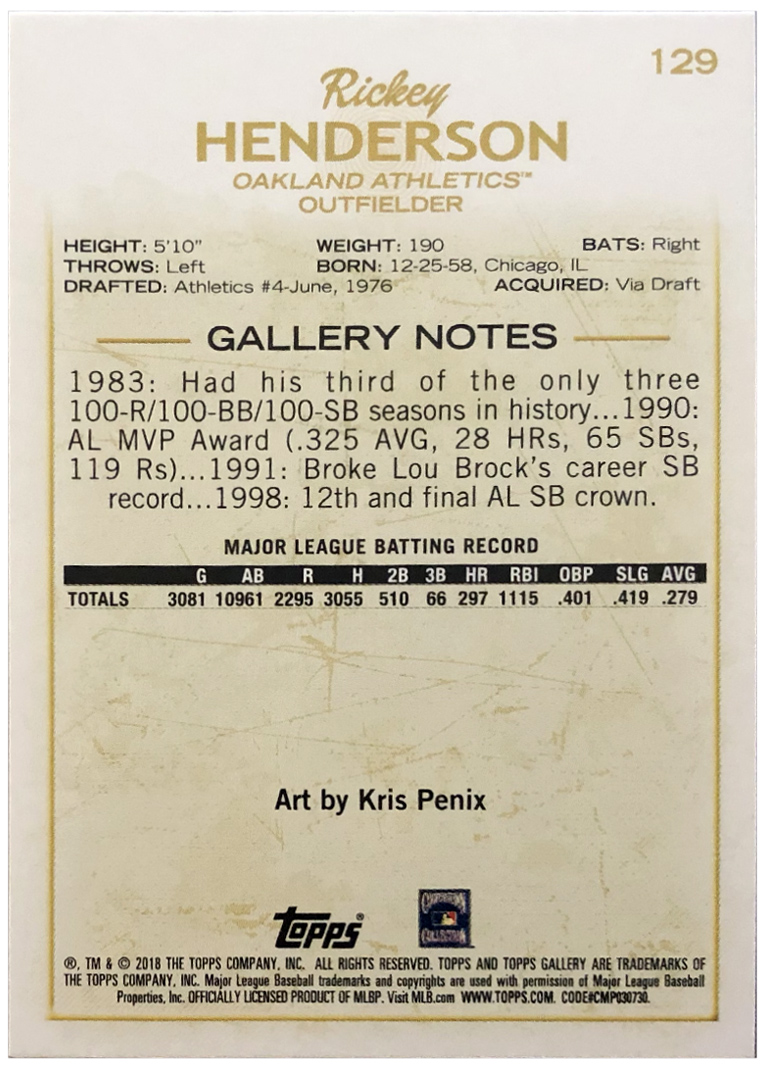 129
Rickey
HENDERSON
OAKLAND ATHLETICS™
OUTFIELDER
HEIGHT: 5'10" WEIGHT: 190 BATS: Right
THROWS: Left BORN: 12-25-58, Chicago, IL
DRAFTED: Athletics #4-June, 1976 ACQUIRED: Via Draft
GALLERY NOTES
1983: Had his third of the only three
100-R/100-BB/100-SB seasons in history...1990:
AL MVP Award (.325 AVG, 28 HRs, 65 SBs,
119 Rs)...1991: Broke Lou Brock's career SB
record...1998: 12th and final AL SB crown.
MAJOR LEAGUE BATTING RECORD
G AB R H 2B 3B HR RBI OBP SLG AVG
TOTALS 3081 10961 2295 3055 510 66 297 1115 .401 .419 .279
Art by Kris Penix
topps®
COOPERSTOWN
COLLECTION
®, TM & © 2018 THE TOPPS COMPANY, INC. ALL RIGHTS RESERVED. TOPPS AND TOPPS GALLERY ARE TRADEMARKS OF
THE TOPPS COMPANY, INC. Major League Baseball trademarks and copyrights are used with permission of Major League Baseball
Properties, Inc. OFFICIALLY LICENSED PRODUCT OF MLBP. Visit MLB.com WWW.TOPPS.COM. CODE#CMP030730.